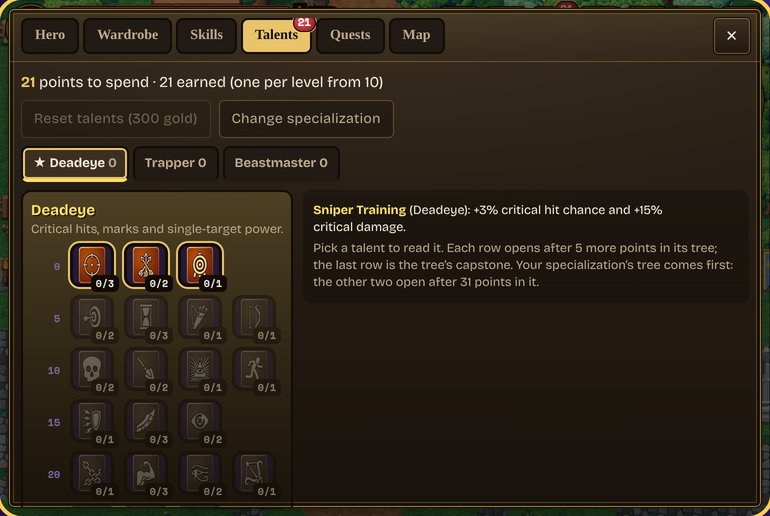 Hero Wardrobe Skills Talents 21 Quests Map ✕
21 points to spend · 21 earned (one per level from 10)
Reset talents (300 gold) Change specialization
★ Deadeye 0 Trapper 0 Beastmaster 0
Deadeye
Critical hits, marks and single-target power.
0 0/3 0/2 0/1
5 0/2 0/3 0/1 0/1
10 0/2 0/2 0/1 0/1
15 0/1 0/3 0/2
20 0/1 0/3 0/2 0/1
Sniper Training (Deadeye): +3% critical hit chance and +15%
critical damage.
Pick a talent to read it. Each row opens after 5 more points in its tree;
the last row is the tree's capstone. Your specialization's tree comes first:
the other two open after 31 points in it.